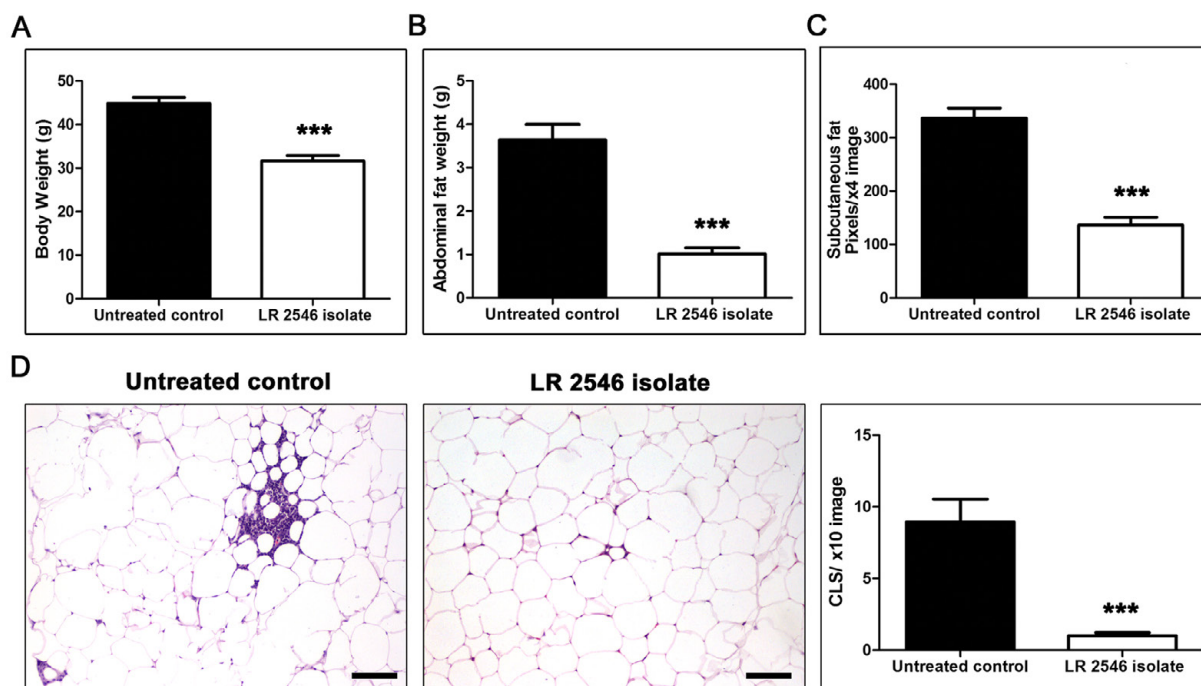 A
Body Weight (g)
50
40
30
20
10
0
***
Untreated control
LR 2546 isolate
B
Abdominal fat weight (g)
5
4
3
2
1
0
***
Untreated control
LR 2546 isolate
C
Subcutaneous fat
Pixels/x4 image
400
300
200
100
0
***
Untreated control
LR 2546 isolate
D
Untreated control
LR 2546 isolate
CLS/ x10 image
15
10
5
0
***
Untreated control
LR 2546 isolate